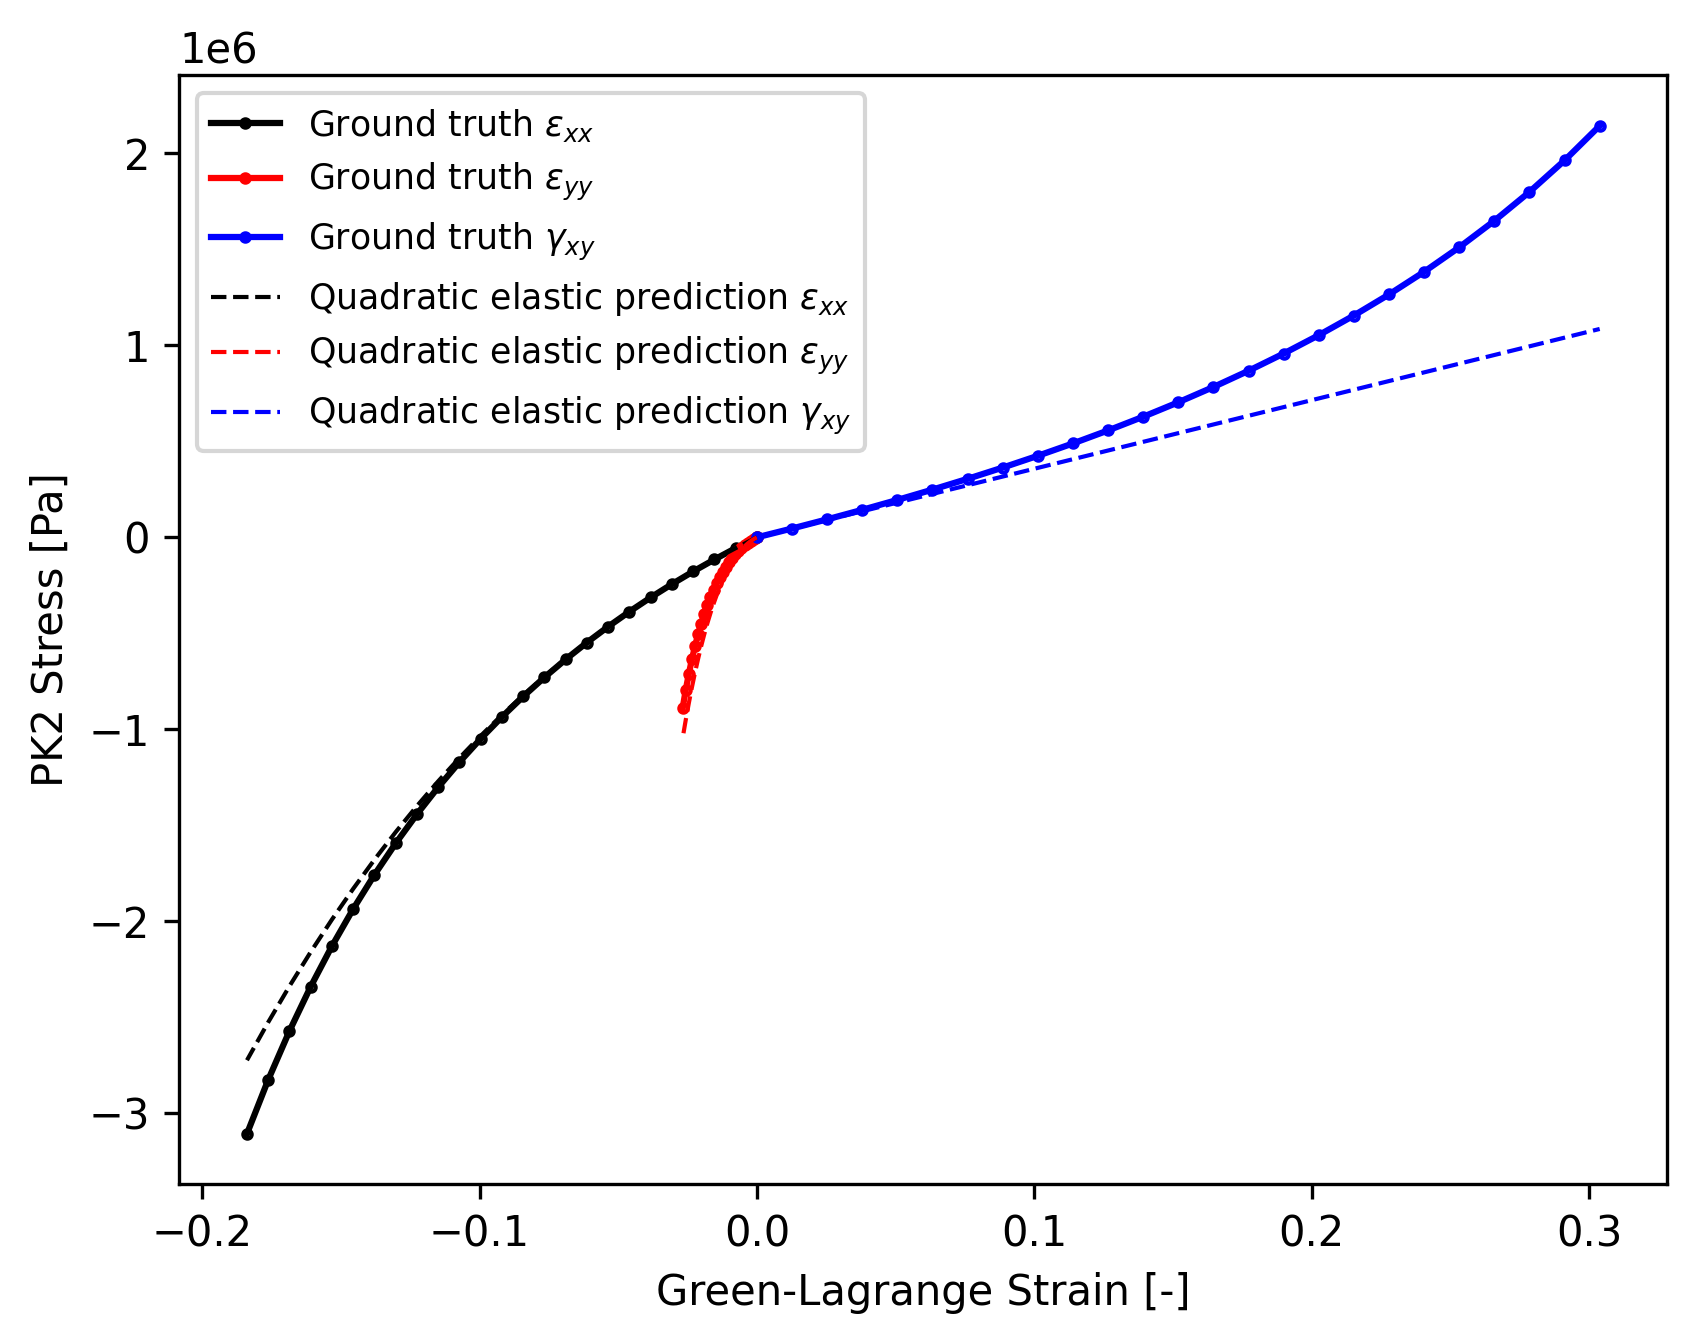 1e6
Ground truth ε_xx
Ground truth ε_yy
Ground truth γ_xy
Quadratic elastic prediction ε_xx
Quadratic elastic prediction ε_yy
Quadratic elastic prediction γ_xy
2
1
0
−1
−2
−3
PK2 Stress [Pa]
−0.2 −0.1 0.0 0.1 0.2 0.3
Green-Lagrange Strain [-]